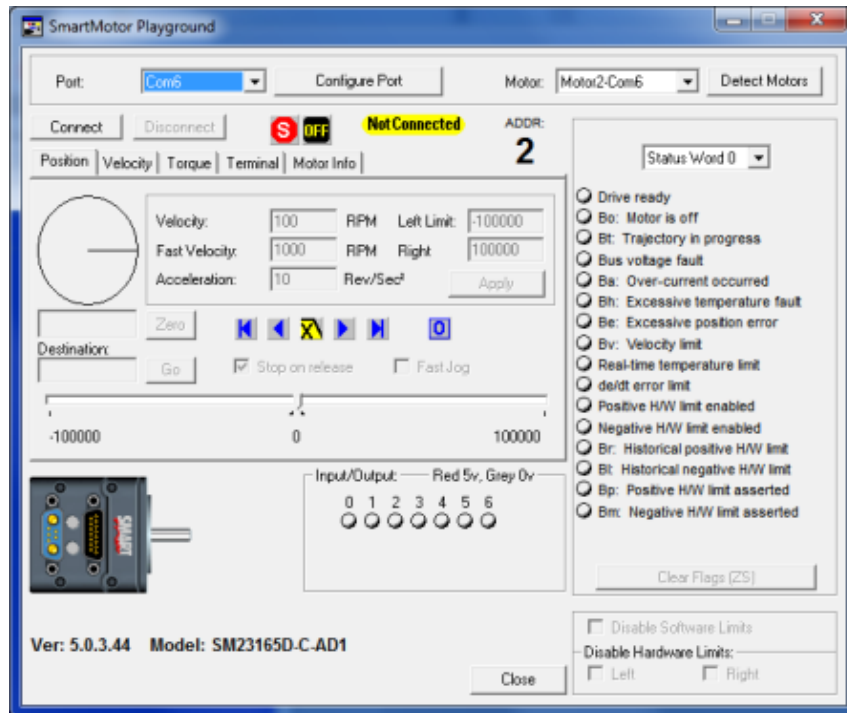 SmartMotor Playground
Port: Com6 Configure Port Motor: Motor2-Com6 Detect Motors
Connect Disconnect S OFF Not Connected ADDR:
2
Position Velocity Torque Terminal Motor Info
Velocity: 100 RPM Left Limit: -100000
Fast Velocity: 1000 RPM Right 100000
Acceleration: 10 Rev/Sec² Apply
Zero
Destination:
Go Stop on release Fast Jog
-100000 0 100000
Input/Output: Red 5v, Grey 0v
0 1 2 3 4 5 6
SMART
Ver: 5.0.3.44 Model: SM23165D-C-AD1
Close
Status Word 0
Drive ready
Bo: Motor is off
Bt: Trajectory in progress
Bus voltage fault
Ba: Over-current occurred
Bh: Excessive temperature fault
Be: Excessive position error
Bv: Velocity limit
Real-time temperature limit
de/dt error limit
Positive H/W limit enabled
Negative H/W limit enabled
Br: Historical positive H/W limit
Bl: Historical negative H/W limit
Bp: Positive H/W limit asserted
Bm: Negative H/W limit asserted
Clear Flags (ZS)
Disable Software Limits
Disable Hardware Limits:
Left Right